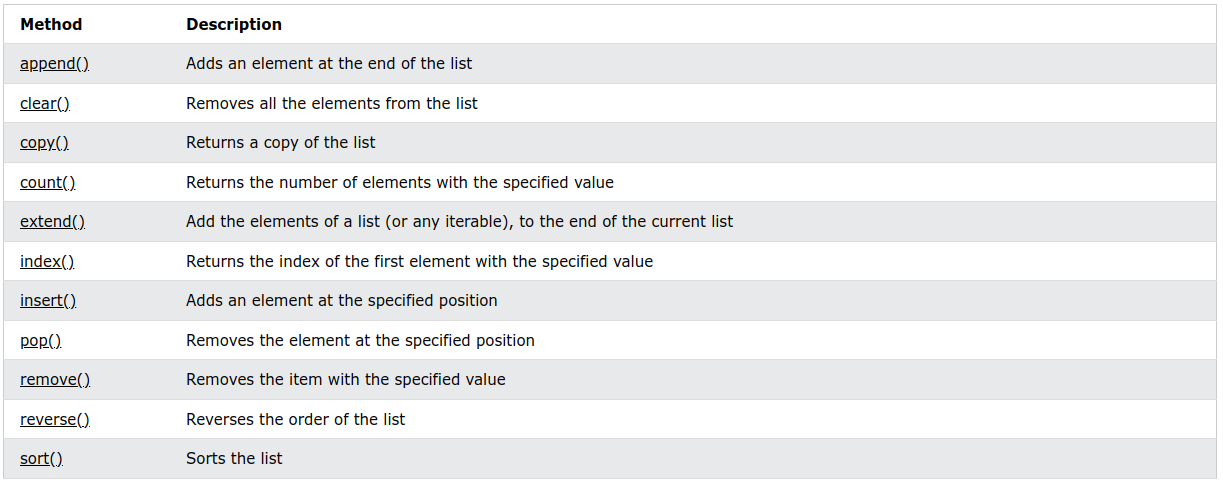 Method Description
append() Adds an element at the end of the list
clear() Removes all the elements from the list
copy() Returns a copy of the list
count() Returns the number of elements with the specified value
extend() Add the elements of a list (or any iterable), to the end of the current list
index() Returns the index of the first element with the specified value
insert() Adds an element at the specified position
pop() Removes the element at the specified position
remove() Removes the item with the specified value
reverse() Reverses the order of the list
sort() Sorts the list